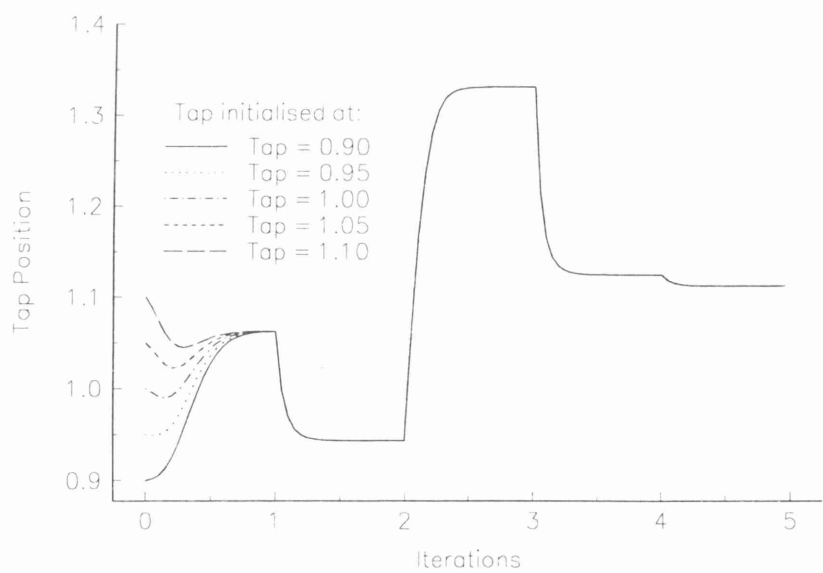 1.4
1.3
1.2
1.1
1.0
0.9
Tap Position
Tap initialised at:
Tap = 0.90
Tap = 0.95
Tap = 1.00
Tap = 1.05
Tap = 1.10
0 1 2 3 4 5
Iterations